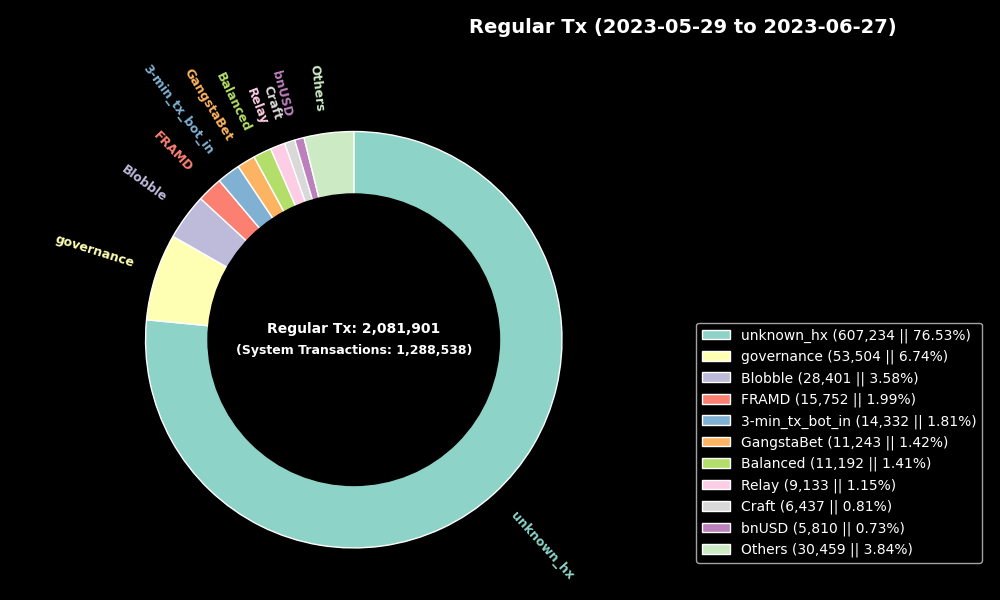 Regular Tx (2023-05-29 to 2023-06-27)
Others
bnUSD
Craft
Relay
Balanced
GangstaBet
3-min_tx_bot_in
FRAMD
Blobble
governance
Regular Tx: 2,081,901
(System Transactions: 1,288,538)
unknown_hx
unknown_hx (607,234 || 76.53%)
governance (53,504 || 6.74%)
Blobble (28,401 || 3.58%)
FRAMD (15,752 || 1.99%)
3-min_tx_bot_in (14,332 || 1.81%)
GangstaBet (11,243 || 1.42%)
Balanced (11,192 || 1.41%)
Relay (9,133 || 1.15%)
Craft (6,437 || 0.81%)
bnUSD (5,810 || 0.73%)
Others (30,459 || 3.84%)